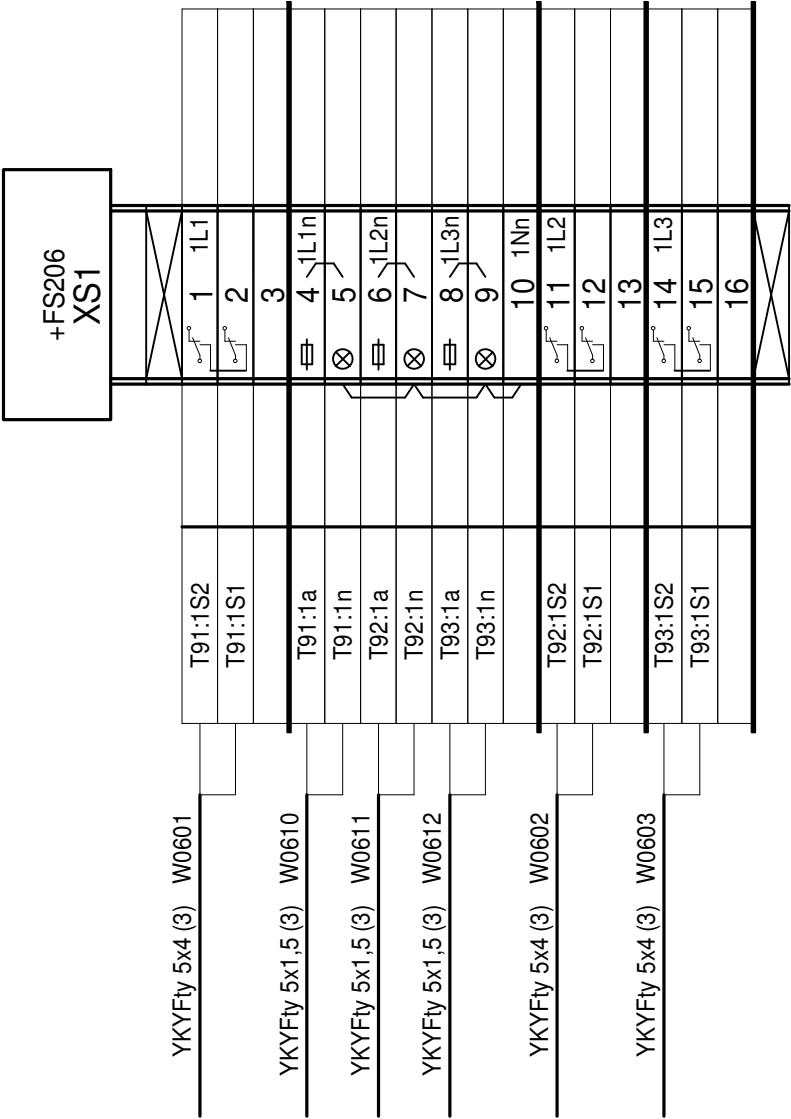 +FS206
XS1
1 1L1
2
3
4 1L1n
5
6 1L2n
7
8 1L3n
9
10 1Nn
11 1L2
12
13
14 1L3
15
16
T91:1S2
T91:1S1
T91:1a
T91:1n
T92:1a
T92:1n
T93:1a
T93:1n
T92:1S2
T92:1S1
T93:1S2
T93:1S1
YKYFty 5x4 (3) W0601
YKYFty 5x1,5 (3) W0610
YKYFty 5x1,5 (3) W0611
YKYFty 5x1,5 (3) W0612
YKYFty 5x4 (3) W0602
YKYFty 5x4 (3) W0603